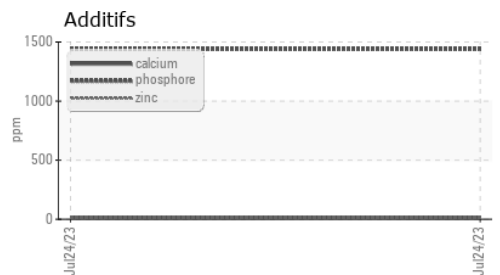 Additifs
1500
1000
500
0
ppm
calcium
phosphore
zinc
Jul24/23
Jul24/23